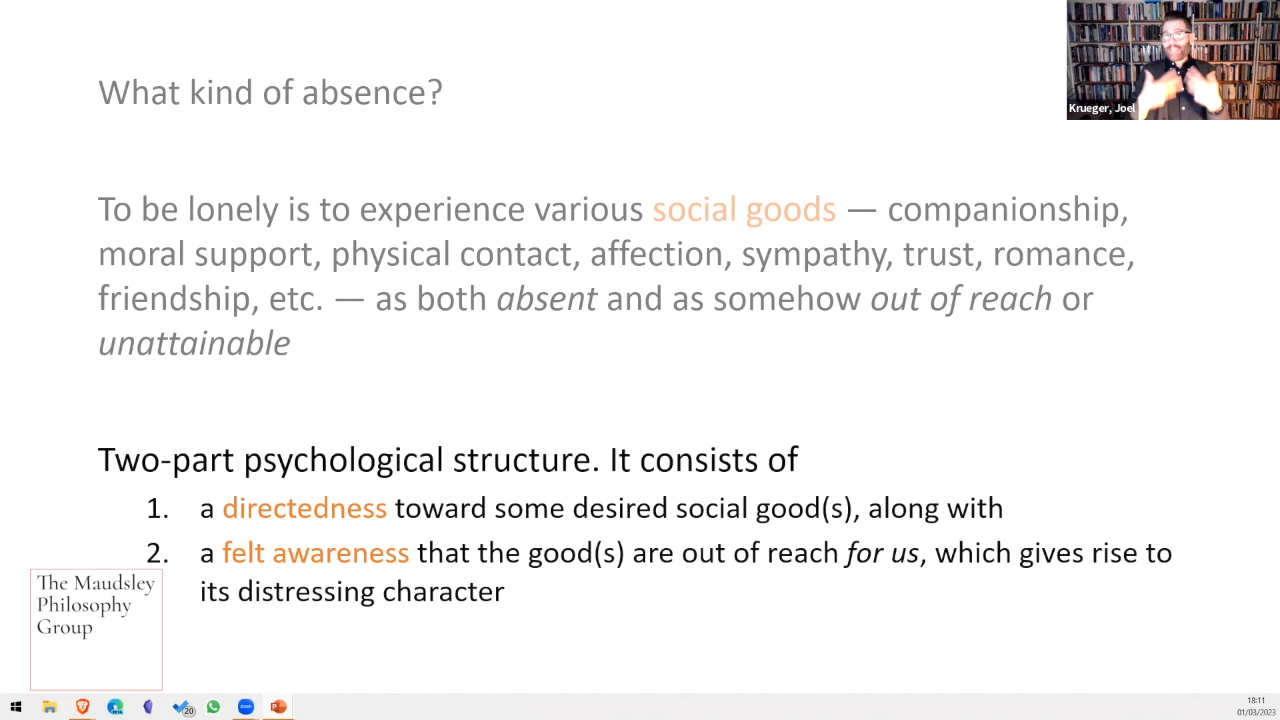 What kind of absence?
Krueger, Joel
To be lonely is to experience various social goods — companionship,
moral support, physical contact, affection, sympathy, trust, romance,
friendship, etc. — as both absent and as somehow out of reach or
unattainable
Two-part psychological structure. It consists of
1. a directedness toward some desired social good(s), along with
2. a felt awareness that the good(s) are out of reach for us, which gives rise to
its distressing character
The Maudsley
Philosophy
Group
20
zoom
18:11
01/03/2023